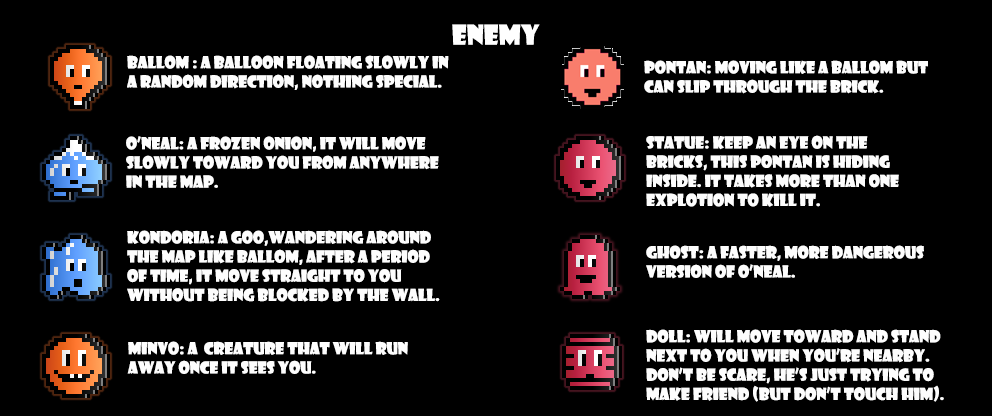 ENEMY
BALLOM : A BALLOON FLOATING SLOWLY IN
A RANDOM DIRECTION, NOTHING SPECIAL.
O'NEAL: A FROZEN ONION, IT WILL MOVE
SLOWLY TOWARD YOU FROM ANYWHERE
IN THE MAP.
KONDORIA: A GOO,WANDERING AROUND
THE MAP LIKE BALLOM, AFTER A PERIOD
OF TIME, IT MOVE STRAIGHT TO YOU
WITHOUT BEING BLOCKED BY THE WALL.
MINVO: A CREATURE THAT WILL RUN
AWAY ONCE IT SEES YOU.
PONTAN: MOVING LIKE A BALLOM BUT
CAN SLIP THROUGH THE BRICK.
STATUE: KEEP AN EYE ON THE
BRICKS, THIS PONTAN IS HIDING
INSIDE. IT TAKES MORE THAN ONE
EXPLOTION TO KILL IT.
GHOST: A FASTER, MORE DANGEROUS
VERSION OF O'NEAL.
DOLL: WILL MOVE TOWARD AND STAND
NEXT TO YOU WHEN YOU'RE NEARBY.
DON'T BE SCARE, HE'S JUST TRYING TO
MAKE FRIEND (BUT DON'T TOUCH HIM).